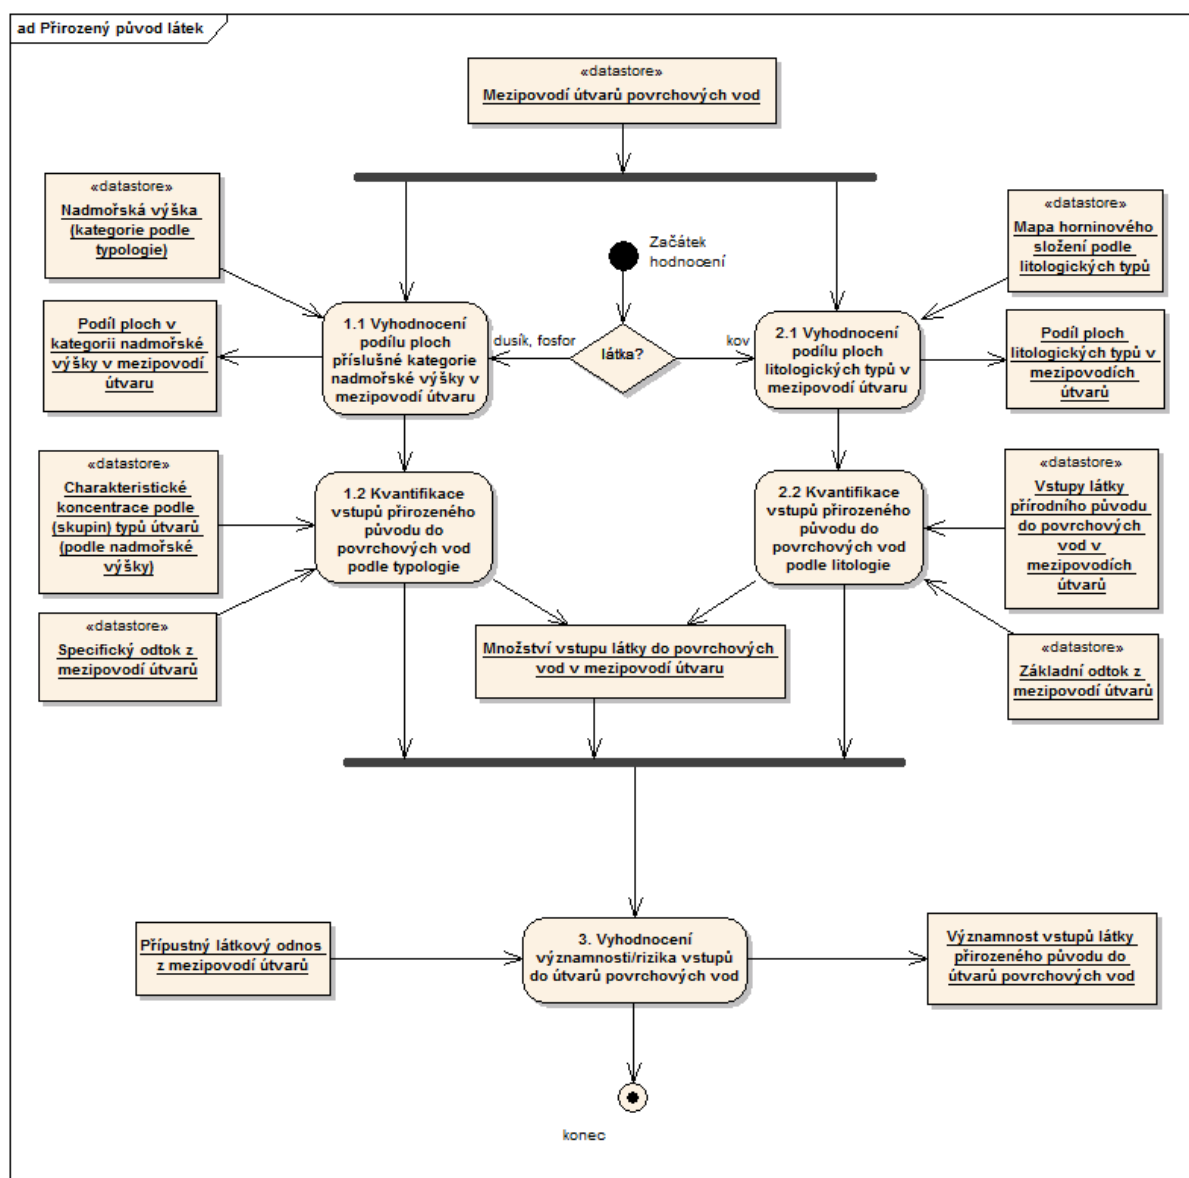 ad Přirozený původ látek
«datastore»
Mezipovodí útvarů povrchových vod
«datastore»
Nadmořská výška
(kategorie podle
typologie)
«datastore»
Mapa horninového
složení podle
litologických typů
Začátek
hodnocení
Podíl ploch v
kategorii nadmořské
výšky v mezipovodí
útvaru
1.1 Vyhodnocení
podílu ploch
příslušné kategorie
nadmořské výšky v
mezipovodí útvaru
dusík, fosfor
látka?
kov
2.1 Vyhodnocení
podílu ploch
litologických typů v
mezipovodí útvaru
Podíl ploch
litologických typů v
mezipovodích
útvarů
«datastore»
Charakteristické
koncentrace podle
(skupin) typů útvarů
(podle nadmořské
výšky)
1.2 Kvantifikace
vstupů přirozeného
původu do
povrchových vod
podle typologie
2.2 Kvantifikace
vstupů přirozeného
původu do
povrchových vod
podle litologie
«datastore»
Vstupy látky
přírodního původu
do povrchových
vod v
mezipovodích
útvarů
«datastore»
Specifický odtok z
mezipovodí útvarů
Množství vstupu látky do povrchových
vod v mezipovodí útvaru
«datastore»
Základní odtok z
mezipovodí útvarů
Přípustný látkový odnos
z mezipovodí útvarů
3. Vyhodnocení
významnosti/rizika vstupů
do útvarů povrchových vod
Významnost vstupů látky
přirozeného původu do
útvarů povrchových vod
konec